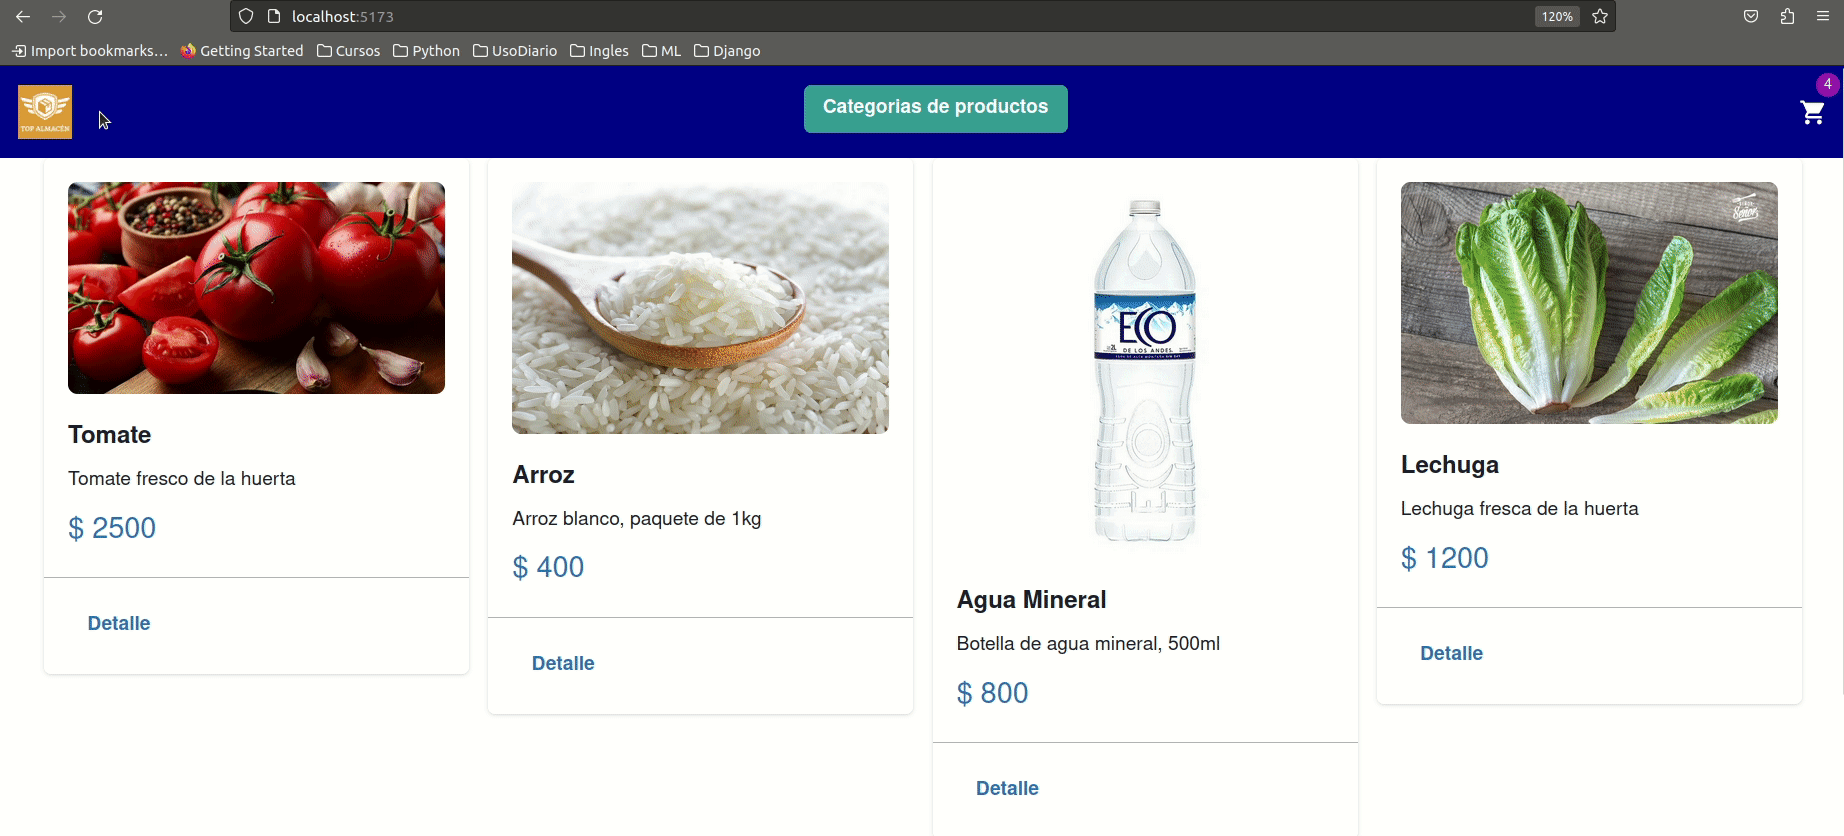 localhost:5173
120%
Import bookmarks...
Getting Started
Cursos
Python
UsoDiario
Ingles
ML
Django
TOP ALMACÉN
Categorias de productos
4
Tomate
Tomate fresco de la huerta
$ 2500
Detalle
Arroz
Arroz blanco, paquete de 1kg
$ 400
Detalle
ECO
DE LOS ANDES
2L
Agua Mineral
Botella de agua mineral, 500ml
$ 800
Detalle
Señor
Lechuga
Lechuga fresca de la huerta
$ 1200
Detalle